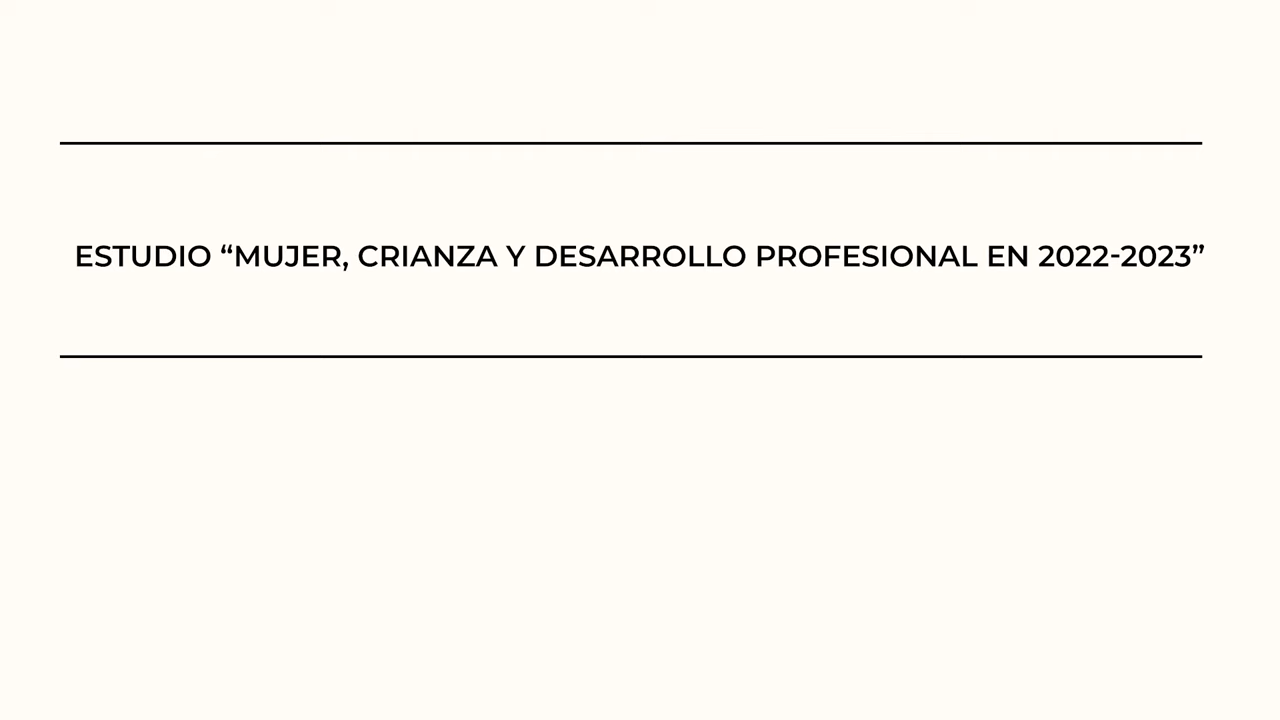 ESTUDIO “MUJER, CRIANZA Y DESARROLLO PROFESIONAL EN 2022-2023”